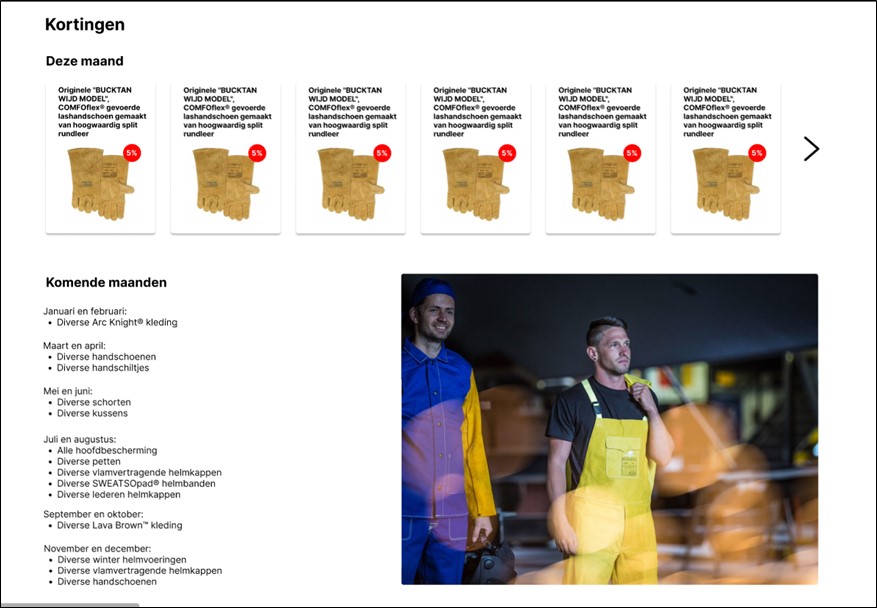 Kortingen
Deze maand
Originele "BUCKTAN
WIJD MODEL",
COMFOflex® gevoerde
lashandschoen gemaakt
van hoogwaardig split
rundleer
5%
Originele "BUCKTAN
WIJD MODEL",
COMFOflex® gevoerde
lashandschoen gemaakt
van hoogwaardig split
rundleer
5%
Originele "BUCKTAN
WIJD MODEL",
COMFOflex® gevoerde
lashandschoen gemaakt
van hoogwaardig split
rundleer
5%
Originele "BUCKTAN
WIJD MODEL",
COMFOflex® gevoerde
lashandschoen gemaakt
van hoogwaardig split
rundleer
5%
Originele "BUCKTAN
WIJD MODEL",
COMFOflex® gevoerde
lashandschoen gemaakt
van hoogwaardig split
rundleer
5%
Originele "BUCKTAN
WIJD MODEL",
COMFOflex® gevoerde
lashandschoen gemaakt
van hoogwaardig split
rundleer
5%
Komende maanden
Januari en februari:
• Diverse Arc Knight® kleding
Maart en april:
• Diverse handschoenen
• Diverse handschiltjes
Mei en juni:
• Diverse schorten
• Diverse kussens
Juli en augustus:
• Alle hoofdbescherming
• Diverse petten
• Diverse vlamvertragende helmkappen
• Diverse SWEATSOpad® helmbanden
• Diverse lederen helmkappen
September en oktober:
• Diverse Lava Brown™ kleding
November en december:
• Diverse winter helmvoeringen
• Diverse vlamvertragende helmkappen
• Diverse handschoenen